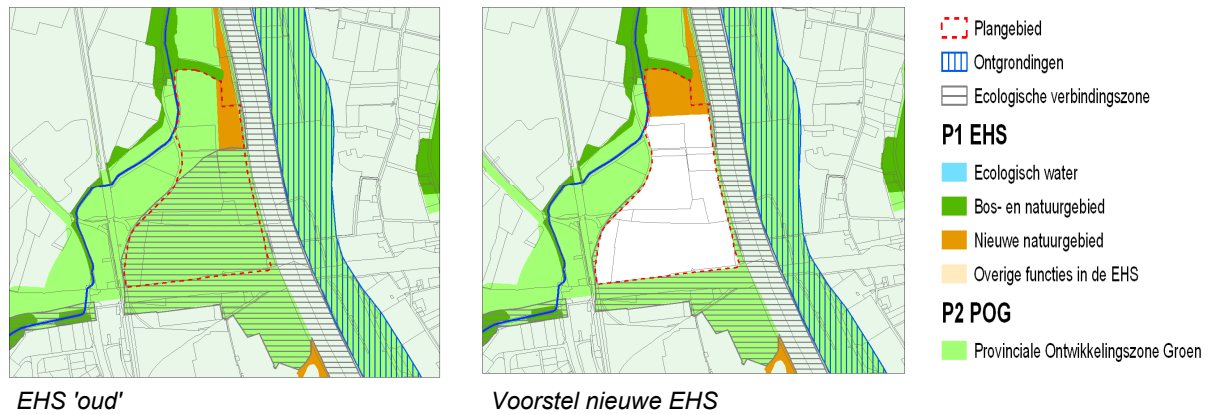 Plangebied
Ontgrondingen
Ecologische verbindingszone
P1 EHS
Ecologisch water
Bos- en natuurgebied
Nieuwe natuurgebied
Overige functies in de EHS
P2 POG
Provinciale Ontwikkelingszone Groen
EHS 'oud'
Voorstel nieuwe EHS